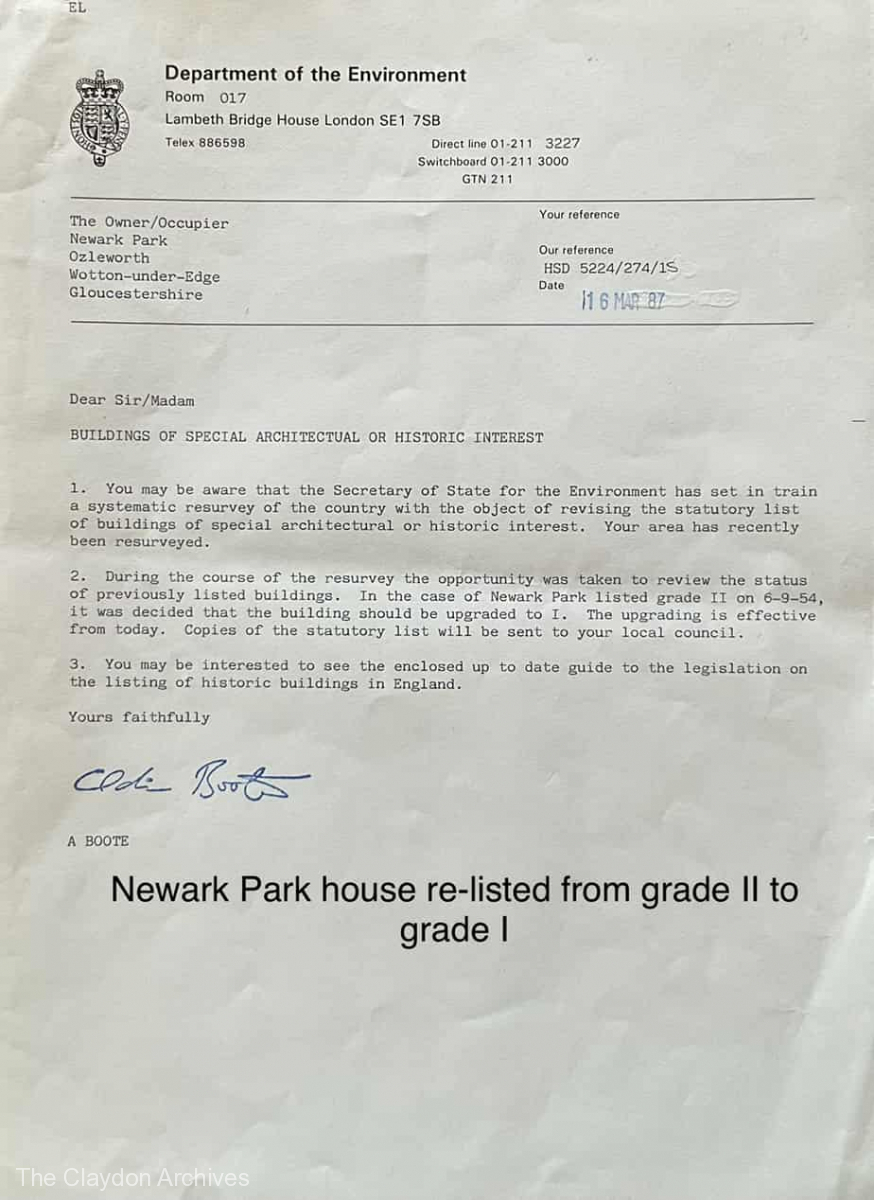 EL
Department of the Environment
Room 017
Lambeth Bridge House London SE1 7SB
Telex 886598
Direct line 01-211 3227
Switchboard 01-211 3000
GTN 211
The Owner/Occupier
Newark Park
Ozleworth
Wotton-under-Edge
Gloucestershire
Your reference
Our reference
HSD 5224/274/1S
Date
16 MAR 87
Dear Sir/Madam
BUILDINGS OF SPECIAL ARCHITECTUAL OR HISTORIC INTEREST
1. You may be aware that the Secretary of State for the Environment has set in train
a systematic resurvey of the country with the object of revising the statutory list
of buildings of special architectural or historic interest. Your area has recently
been resurveyed.
2. During the course of the resurvey the opportunity was taken to review the status
of previously listed buildings. In the case of Newark Park listed grade II on 6-9-54,
it was decided that the building should be upgraded to I. The upgrading is effective
from today. Copies of the statutory list will be sent to your local council.
3. You may be interested to see the enclosed up to date guide to the legislation on
the listing of historic buildings in England.
Yours faithfully
Boote
A BOOTE
Newark Park house re-listed from grade II to
grade I
The Claydon Archives